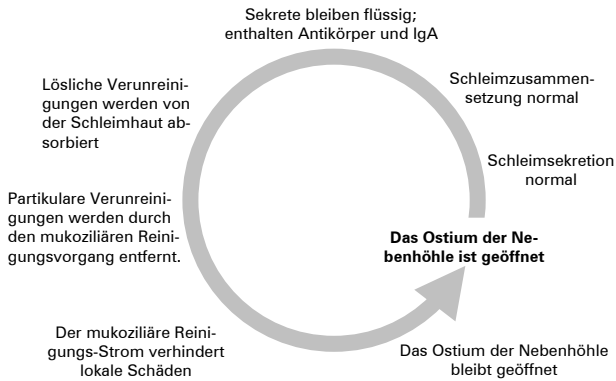 Sekrete bleiben flüssig;
enthalten Antikörper und IgA
Schleimzusammen-
setzung normal
Schleimsekretion
normal
Das Ostium der Ne-
benhöhle ist geöffnet
Das Ostium der Nebenhöhle
bleibt geöffnet
Der mukoziliäre Reini-
gungs-Strom verhindert
lokale Schäden
Partikulare Verunreini-
gungen werden durch
den mukoziliären Reini-
gungsvorgang entfernt.
Lösliche Verunreini-
gungen werden von
der Schleimhaut ab-
sorbiert